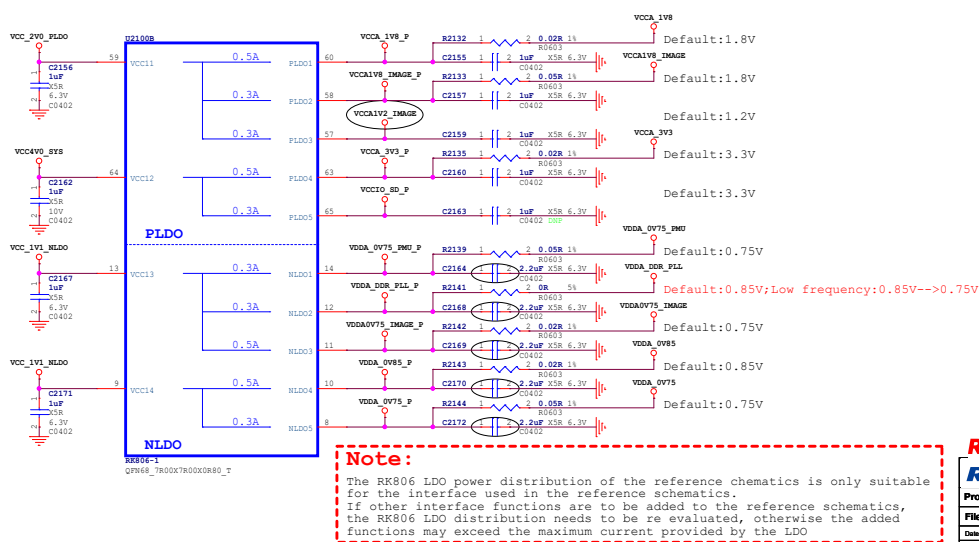 VCC_2V0_PLDO
C2156
1uF
X5R
6.3V
C0402
1
2
59
U2100B
VCC11
0.5A
PLDO1
60
0.3A
PLDO2
58
0.3A
PLDO3
57
VCC4V0_SYS
C2162
1uF
X5R
10V
C0402
1
2
64
VCC12
0.5A
PLDO4
63
0.3A
PLDO5
65
PLDO
VCC_1V1_NLDO
C2167
1uF
X5R
6.3V
C0402
1
2
13
VCC13
0.3A
NLDO1
14
0.3A
NLDO2
12
0.5A
NLDO3
11
VCC_1V1_NLDO
C2171
1uF
X5R
6.3V
C0402
1
2
9
VCC14
0.5A
NLDO4
10
0.3A
NLDO5
8
NLDO
RK806-1
QFN68_7R00X7R00X0R80_T
VCCA_1V8_P
R2132 1 2 0.02R 1%
R0603
VCCA_1V8
Default:1.8V
C2155 1 2 1uF X5R 6.3V
C0402
VCCA1V8_IMAGE_P
R2133 1 2 0.05R 1%
R0603
VCCA1V8_IMAGE
Default:1.8V
C2157 1 2 1uF X5R 6.3V
C0402
VCCA1V2_IMAGE
Default:1.2V
C2159 1 2 1uF X5R 6.3V
C0402
VCCA_3V3_P
R2135 1 2 0.02R 1%
R0603
VCCA_3V3
Default:3.3V
C2160 1 2 1uF X5R 6.3V
C0402
VCCIO_SD_P
Default:3.3V
C2163 1 2 1uF X5R 6.3V
C0402
VDDA_0V75_PMU_P
R2139 1 2 0.05R 1%
R0603
VDDA_0V75_PMU
Default:0.75V
C2164 1 2 2.2uF X5R 6.3V
C0402
VDDA_DDR_PLL_P
R2141 1 2 0R 5%
R0603
VDDA_DDR_PLL
Default:0.85V;Low frequency:0.85V-->0.75V
C2168 1 2 2.2uF X5R 6.3V
C0402
VDDA0V75_IMAGE_P
R2142 1 2 0.02R 1%
R0603
VDDA0V75_IMAGE
Default:0.75V
C2169 1 2 2.2uF X5R 6.3V
C0402
VDDA_0V85_P
R2143 1 2 0.02R 1%
R0603
VDDA_0V85
Default:0.85V
C2170 1 2 2.2uF X5R 6.3V
C0402
VDDA_0V75_P
R2144 1 2 0.05R 1%
R0603
VDDA_0V75
Default:0.75V
C2172 1 2 2.2uF X5R 6.3V
C0402
Note:
The RK806 LDO power distribution of the reference chematics is only suitable
for the interface used in the reference schematics.
If other interface functions are to be added to the reference schematics,
the RK806 LDO distribution needs to be re evaluated, otherwise the added
functions may exceed the maximum current provided by the LDO